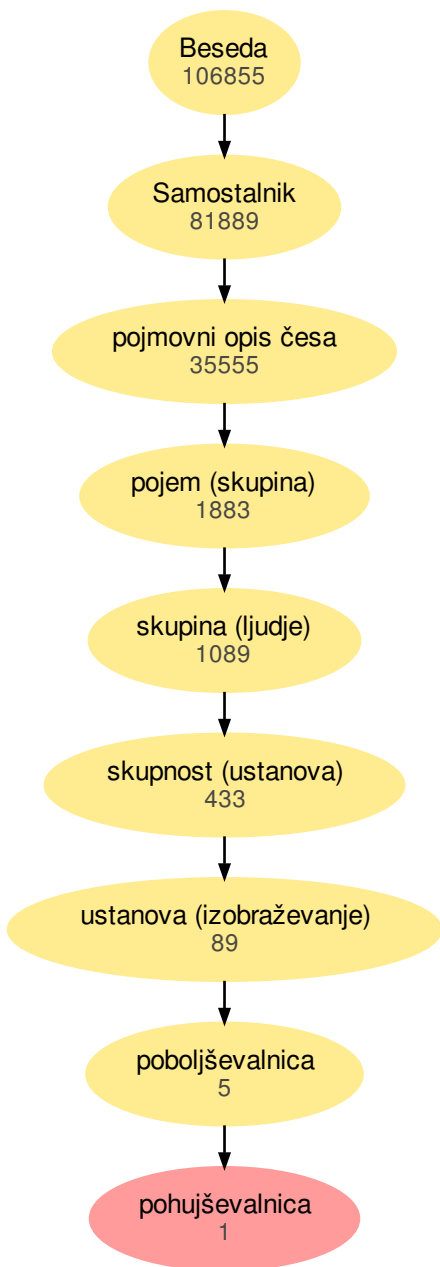 Beseda
106855
Samostalnik
81889
pojmovni opis česa
35555
pojem (skupina)
1883
skupina (ljudje)
1089
skupnost (ustanova)
433
ustanova (izobraževanje)
89
poboljševalnica
5
pohujševalnica
1